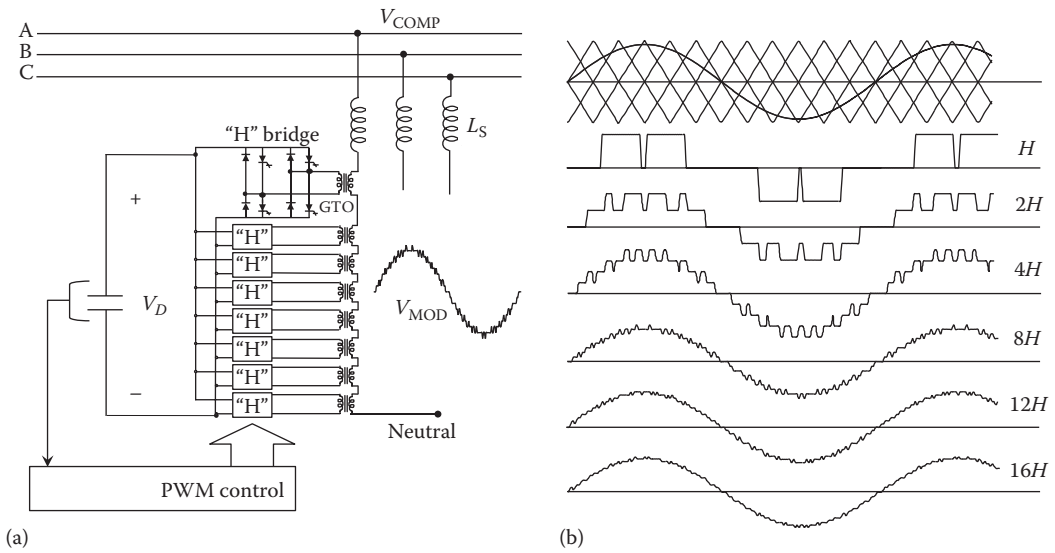 A
B
C
V_COMP
L_S
“H” bridge
GTO
+
V_D
−
“H”
“H”
“H”
“H”
“H”
“H”
“H”
V_MOD
Neutral
PWM control
(a)
H
2H
4H
8H
12H
16H
(b)